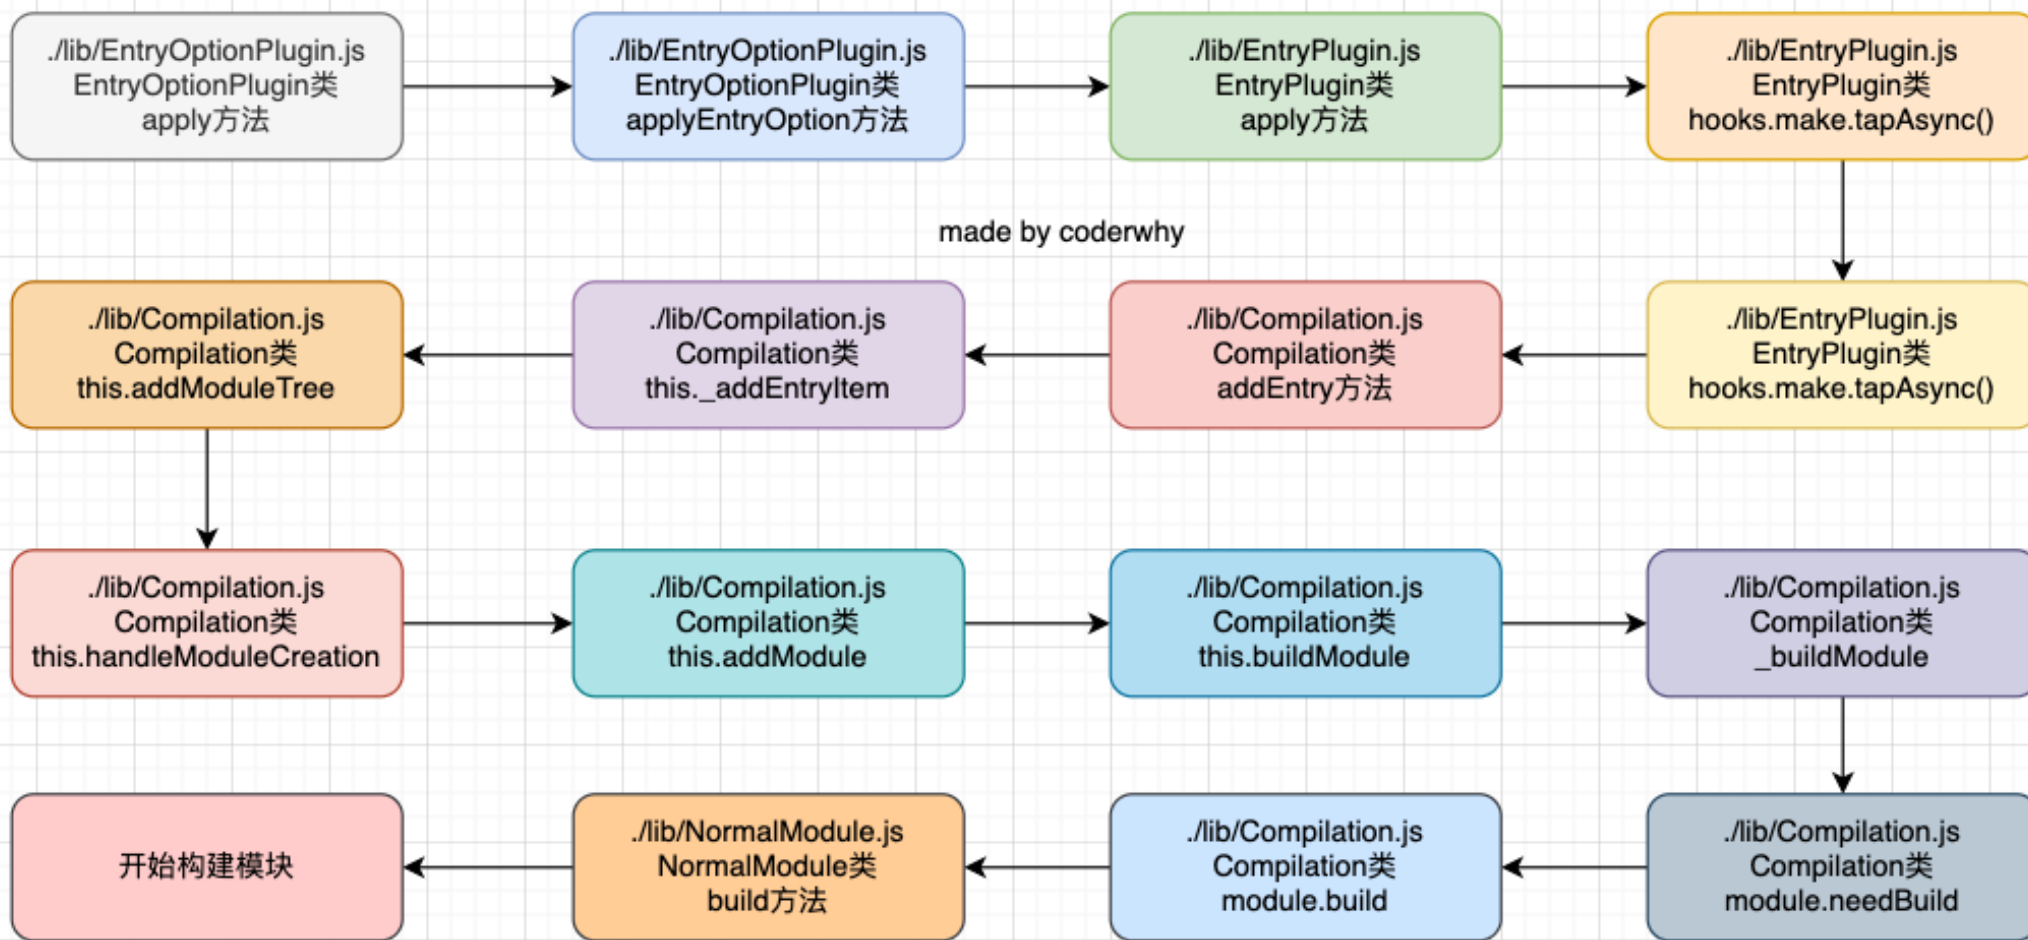 ./lib/EntryOptionPlugin.js
EntryOptionPlugin类
apply方法
./lib/EntryOptionPlugin.js
EntryOptionPlugin类
applyEntryOption方法
./lib/EntryPlugin.js
EntryPlugin类
apply方法
./lib/EntryPlugin.js
EntryPlugin类
hooks.make.tapAsync()
made by coderwhy
./lib/Compilation.js
Compilation类
this.addModuleTree
./lib/Compilation.js
Compilation类
this._addEntryItem
./lib/Compilation.js
Compilation类
addEntry方法
./lib/EntryPlugin.js
EntryPlugin类
hooks.make.tapAsync()
./lib/Compilation.js
Compilation类
this.handleModuleCreation
./lib/Compilation.js
Compilation类
this.addModule
./lib/Compilation.js
Compilation类
this.buildModule
./lib/Compilation.js
Compilation类
_buildModule
开始构建模块
./lib/NormalModule.js
NormalModule类
build方法
./lib/Compilation.js
Compilation类
module.build
./lib/Compilation.js
Compilation类
module.needBuild